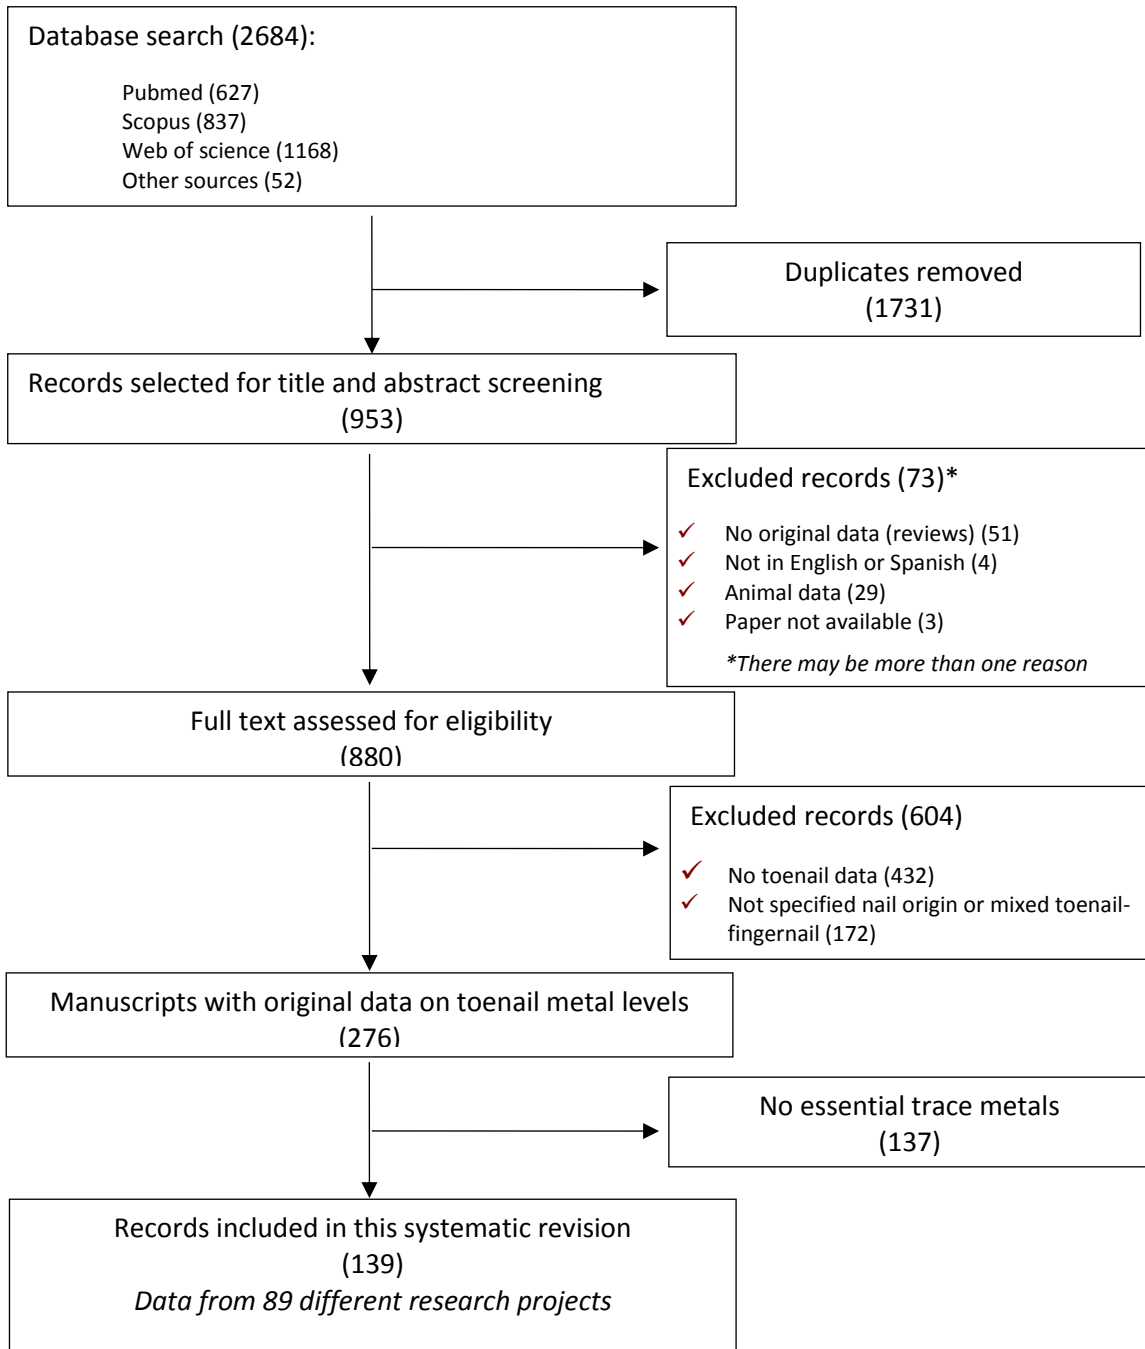 Database search (2684):
Pubmed (627)
Scopus (837)
Web of science (1168)
Other sources (52)
Duplicates removed
(1731)
Records selected for title and abstract screening
(953)
Excluded records (73)*
✓ No original data (reviews) (51)
✓ Not in English or Spanish (4)
✓ Animal data (29)
✓ Paper not available (3)
*There may be more than one reason
Full text assessed for eligibility
(880)
Excluded records (604)
✓ No toenail data (432)
✓ Not specified nail origin or mixed toenail-
fingernail (172)
Manuscripts with original data on toenail metal levels
(276)
No essential trace metals
(137)
Records included in this systematic revision
(139)
Data from 89 different research projects